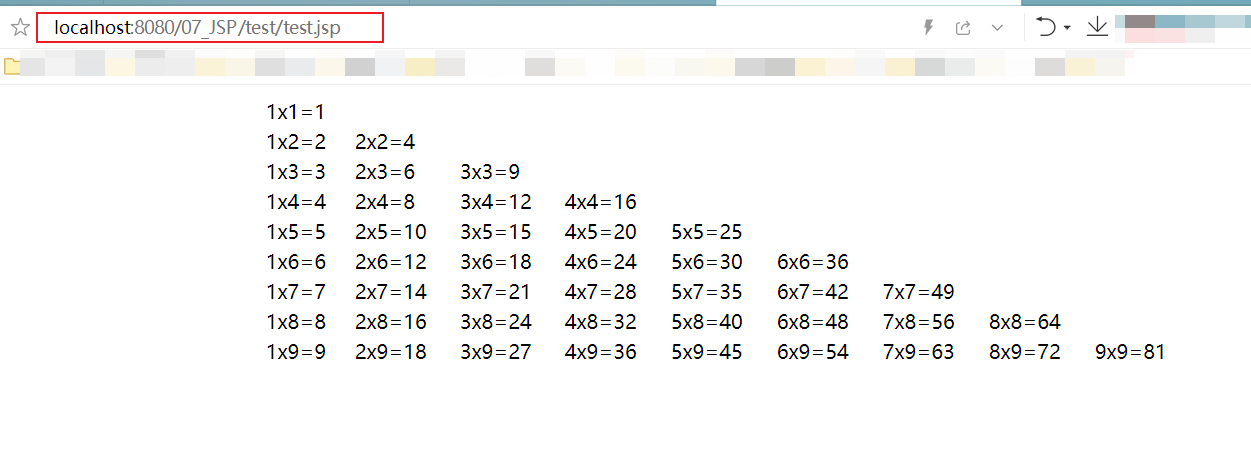 localhost:8080/07_JSP/test/test.jsp
1x1=1
1x2=2 2x2=4
1x3=3 2x3=6 3x3=9
1x4=4 2x4=8 3x4=12 4x4=16
1x5=5 2x5=10 3x5=15 4x5=20 5x5=25
1x6=6 2x6=12 3x6=18 4x6=24 5x6=30 6x6=36
1x7=7 2x7=14 3x7=21 4x7=28 5x7=35 6x7=42 7x7=49
1x8=8 2x8=16 3x8=24 4x8=32 5x8=40 6x8=48 7x8=56 8x8=64
1x9=9 2x9=18 3x9=27 4x9=36 5x9=45 6x9=54 7x9=63 8x9=72 9x9=81